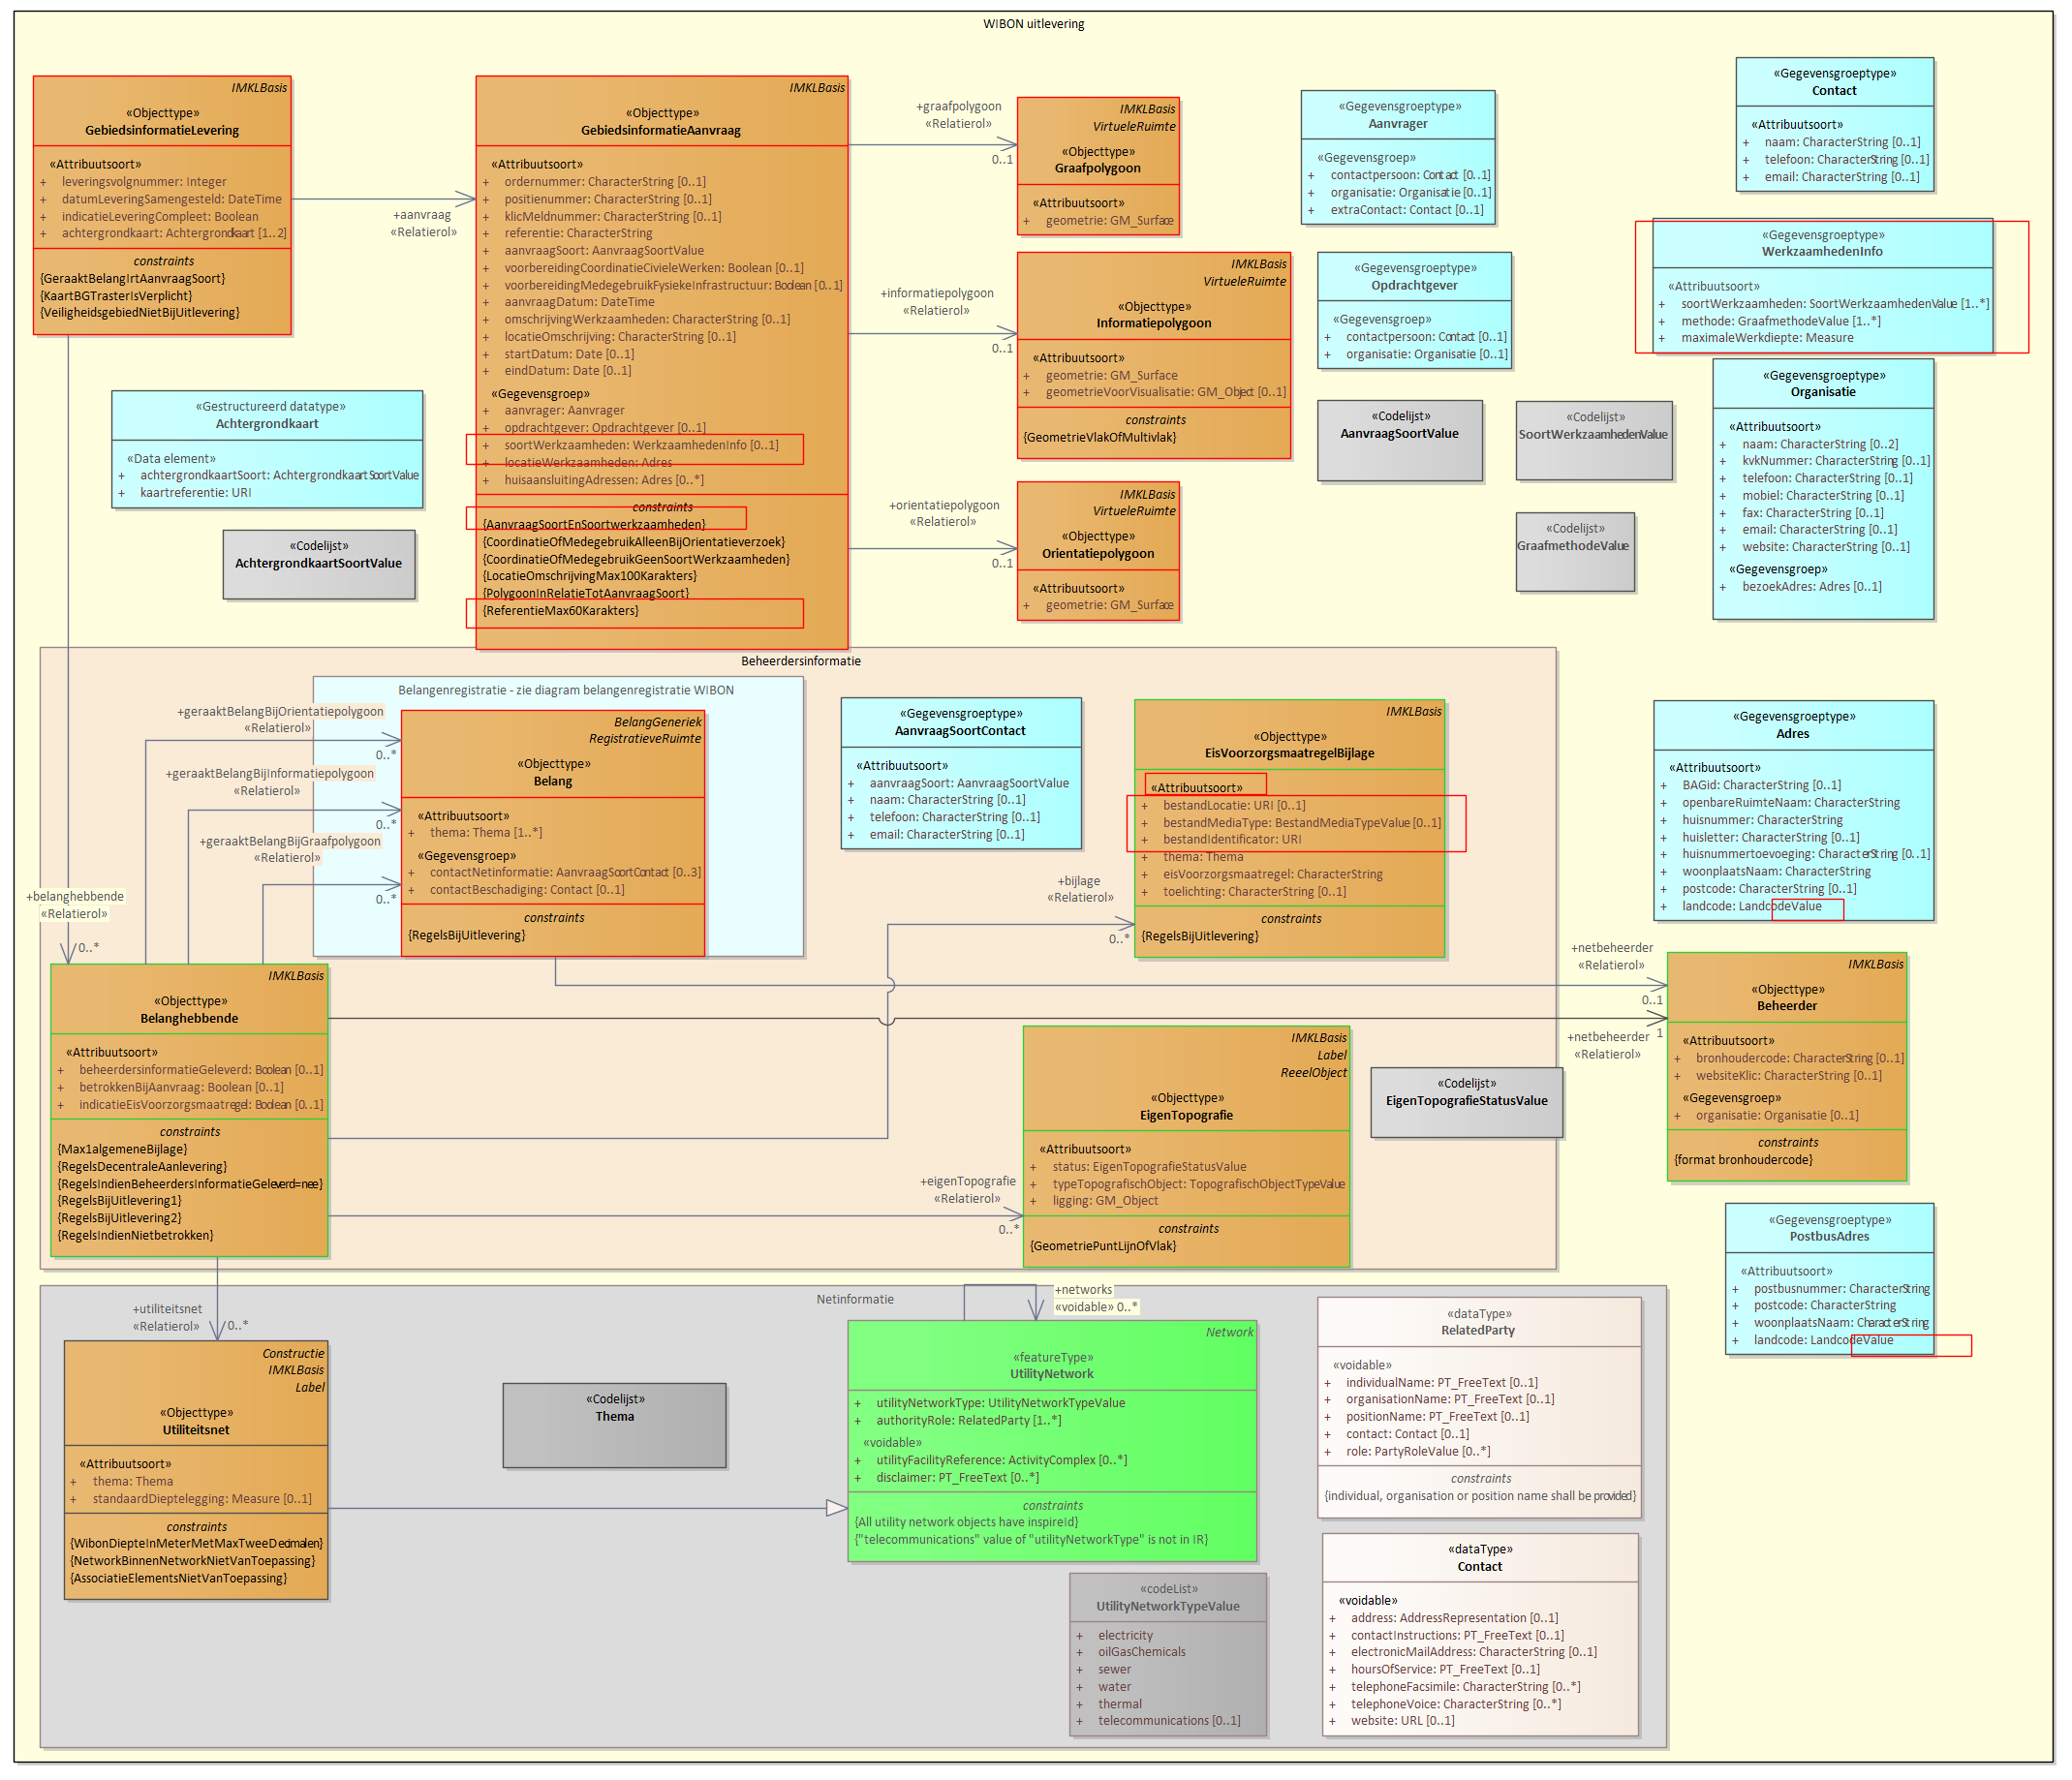 WIBON uitlevering
IMKLBasis
«Objecttype»
GebiedsinformatieLevering
«Attribuutsoort»
+ leveringsvolgnummer: Integer
+ datumLeveringSamengesteld: DateTime
+ indicatieLeveringCompleet: Boolean
+ achtergrondkaart: Achtergrondkaart [1..2]
constraints
{GeraaktBelangIrtAanvraagSoort}
{KaartBGTrasterIsVerplicht}
{VeiligheidsgebiedNietBijUitlevering}
+aanvraag
«Relatierol»
IMKLBasis
«Objecttype»
GebiedsinformatieAanvraag
«Attribuutsoort»
+ ordernummer: CharacterString [0..1]
+ positienummer: CharacterString [0..1]
+ klicMeldnummer: CharacterString [0..1]
+ referentie: CharacterString
+ aanvraagSoort: AanvraagSoortValue
+ voorbereidingCoordinatieCivieleWerken: Boolean [0..1]
+ voorbereidingMedegebruikFysiekeInfrastructuur: Boolean [0..1]
+ aanvraagDatum: DateTime
+ omschrijvingWerkzaamheden: CharacterString [0..1]
+ locatieOmschrijving: CharacterString [0..1]
+ startDatum: Date [0..1]
+ eindDatum: Date [0..1]
«Gegevensgroep»
+ aanvrager: Aanvrager
+ opdrachtgever: Opdrachtgever [0..1]
+ soortWerkzaamheden: WerkzaamhedenInfo [0..1]
+ locatieWerkzaamheden: Adres
+ huisaansluitingAdressen: Adres [0..*]
constraints
{AanvraagSoortEnSoortwerkzaamheden}
{CoordinatieOfMedegebruikAlleenBijOrientatieverzoek}
{CoordinatieOfMedegebruikGeenSoortWerkzaamheden}
{LocatieOmschrijvingMax100Karakters}
{PolygoonInRelatieTotAanvraagSoort}
{ReferentieMax60Karakters}
+graafpolygoon
«Relatierol»
0..1
IMKLBasis
VirtueleRuimte
«Objecttype»
Graafpolygoon
«Attribuutsoort»
+ geometrie: GM_Surface
+informatiepolygoon
«Relatierol»
0..1
IMKLBasis
VirtueleRuimte
«Objecttype»
Informatiepolygoon
«Attribuutsoort»
+ geometrie: GM_Surface
+ geometrieVoorVisualisatie: GM_Object [0..1]
constraints
{GeometrieVlakOfMultivlak}
+orientatiepolygoon
«Relatierol»
0..1
IMKLBasis
VirtueleRuimte
«Objecttype»
Orientatiepolygoon
«Attribuutsoort»
+ geometrie: GM_Surface
«Gegevensgroeptype»
Aanvrager
«Gegevensgroep»
+ contactpersoon: Contact [0..1]
+ organisatie: Organisatie [0..1]
+ extraContact: Contact [0..1]
«Gegevensgroeptype»
Opdrachtgever
«Gegevensgroep»
+ contactpersoon: Contact [0..1]
+ organisatie: Organisatie [0..1]
«Codelijst»
AanvraagSoortValue
«Codelijst»
SoortWerkzaamhedenValue
«Codelijst»
GraafmethodeValue
«Gegevensgroeptype»
Contact
«Attribuutsoort»
+ naam: CharacterString [0..1]
+ telefoon: CharacterString [0..1]
+ email: CharacterString [0..1]
«Gegevensgroeptype»
WerkzaamhedenInfo
«Attribuutsoort»
+ soortWerkzaamheden: SoortWerkzaamhedenValue [1..*]
+ methode: GraafmethodeValue [1..*]
+ maximaleWerkdiepte: Measure
«Gegevensgroeptype»
Organisatie
«Attribuutsoort»
+ naam: CharacterString [0..2]
+ kvkNummer: CharacterString [0..1]
+ telefoon: CharacterString [0..1]
+ mobiel: CharacterString [0..1]
+ fax: CharacterString [0..1]
+ email: CharacterString [0..1]
+ website: CharacterString [0..1]
«Gegevensgroep»
+ bezoekAdres: Adres [0..1]
«Gestructureerd datatype»
Achtergrondkaart
«Data element»
+ achtergrondkaartSoort: AchtergrondkaartSoortValue
+ kaartreferentie: URI
«Codelijst»
AchtergrondkaartSoortValue
Beheerdersinformatie
Belangenregistratie - zie diagram belangenregistratie WIBON
+geraaktBelangBijOrientatiepolygoon
«Relatierol»
0..*
+geraaktBelangBijInformatiepolygoon
«Relatierol»
0..*
+geraaktBelangBijGraafpolygoon
«Relatierol»
0..*
BelangGeneriek
RegistratieveRuimte
«Objecttype»
Belang
«Attribuutsoort»
+ thema: Thema [1..*]
«Gegevensgroep»
+ contactNetinformatie: AanvraagSoortContact [0..3]
+ contactBeschadiging: Contact [0..1]
constraints
{RegelsBijUitlevering}
«Gegevensgroeptype»
AanvraagSoortContact
«Attribuutsoort»
+ aanvraagSoort: AanvraagSoortValue
+ naam: CharacterString [0..1]
+ telefoon: CharacterString [0..1]
+ email: CharacterString [0..1]
IMKLBasis
«Objecttype»
EisVoorzorgsmaatregelBijlage
«Attribuutsoort»
+ bestandLocatie: URI [0..1]
+ bestandMediaType: BestandMediaTypeValue [0..1]
+ bestandIdentificator: URI
+ thema: Thema
+ eisVoorzorgsmaatregel: CharacterString
+ toelichting: CharacterString [0..1]
constraints
{RegelsBijUitlevering}
+bijlage
«Relatierol»
0..*
«Gegevensgroeptype»
Adres
«Attribuutsoort»
+ BAGid: CharacterString [0..1]
+ openbareRuimteNaam: CharacterString
+ huisnummer: CharacterString
+ huisletter: CharacterString [0..1]
+ huisnummertoevoeging: CharacterString [0..1]
+ woonplaatsNaam: CharacterString
+ postcode: CharacterString [0..1]
+ landcode: LandcodeValue
+belanghebbende
«Relatierol»
0..*
IMKLBasis
«Objecttype»
Belanghebbende
«Attribuutsoort»
+ beheerdersinformatieGeleverd: Boolean [0..1]
+ betrokkenBijAanvraag: Boolean [0..1]
+ indicatieEisVoorzorgsmaatregel: Boolean [0..1]
constraints
{Max1algemeneBijlage}
{RegelsDecentraleAanlevering}
{RegelsIndienBeheerdersInformatieGeleverd=nee}
{RegelsBijUitlevering1}
{RegelsBijUitlevering2}
{RegelsIndienNietbetrokken}
+netbeheerder
«Relatierol»
0..1
+netbeheerder
«Relatierol»
1
IMKLBasis
«Objecttype»
Beheerder
«Attribuutsoort»
+ bronhoudercode: CharacterString [0..1]
+ websiteKlic: CharacterString [0..1]
«Gegevensgroep»
+ organisatie: Organisatie [0..1]
constraints
{format bronhoudercode}
+eigenTopografie
«Relatierol»
0..*
IMKLBasis
Label
ReeelObject
«Objecttype»
EigenTopografie
«Attribuutsoort»
+ status: EigenTopografieStatusValue
+ typeTopografischObject: TopografischObjectTypeValue
+ ligging: GM_Object
constraints
{GeometriePuntLijnOfVlak}
«Codelijst»
EigenTopografieStatusValue
«Gegevensgroeptype»
PostbusAdres
«Attribuutsoort»
+ postbusnummer: CharacterString
+ postcode: CharacterString
+ woonplaatsNaam: CharacterString
+ landcode: LandcodeValue
Netinformatie
+utiliteitsnet
«Relatierol»
0..*
Constructie
IMKLBasis
Label
«Objecttype»
Utiliteitsnet
«Attribuutsoort»
+ thema: Thema
+ standaardDieptelegging: Measure [0..1]
constraints
{WibonDiepteInMeterMetMaxTweeDecimalen}
{NetworkBinnenNetworkNietVanToepassing}
{AssociatieElementsNietVanToepassing}
«Codelijst»
Thema
+networks
«voidable» 0..*
Network
«featureType»
UtilityNetwork
+ utilityNetworkType: UtilityNetworkTypeValue
+ authorityRole: RelatedParty [1..*]
«voidable»
+ utilityFacilityReference: ActivityComplex [0..*]
+ disclaimer: PT_FreeText [0..*]
constraints
{All utility network objects have inspireId}
{"telecommunications" value of "utilityNetworkType" is not in IR}
«codeList»
UtilityNetworkTypeValue
+ electricity
+ oilGasChemicals
+ sewer
+ water
+ thermal
+ telecommunications [0..1]
«dataType»
RelatedParty
«voidable»
+ individualName: PT_FreeText [0..1]
+ organisationName: PT_FreeText [0..1]
+ positionName: PT_FreeText [0..1]
+ contact: Contact [0..1]
+ role: PartyRoleValue [0..*]
constraints
{individual, organisation or position name shall be provided}
«dataType»
Contact
«voidable»
+ address: AddressRepresentation [0..1]
+ contactInstructions: PT_FreeText [0..1]
+ electronicMailAddress: CharacterString [0..1]
+ hoursOfService: PT_FreeText [0..1]
+ telephoneFacsimile: CharacterString [0..*]
+ telephoneVoice: CharacterString [0..*]
+ website: URL [0..1]